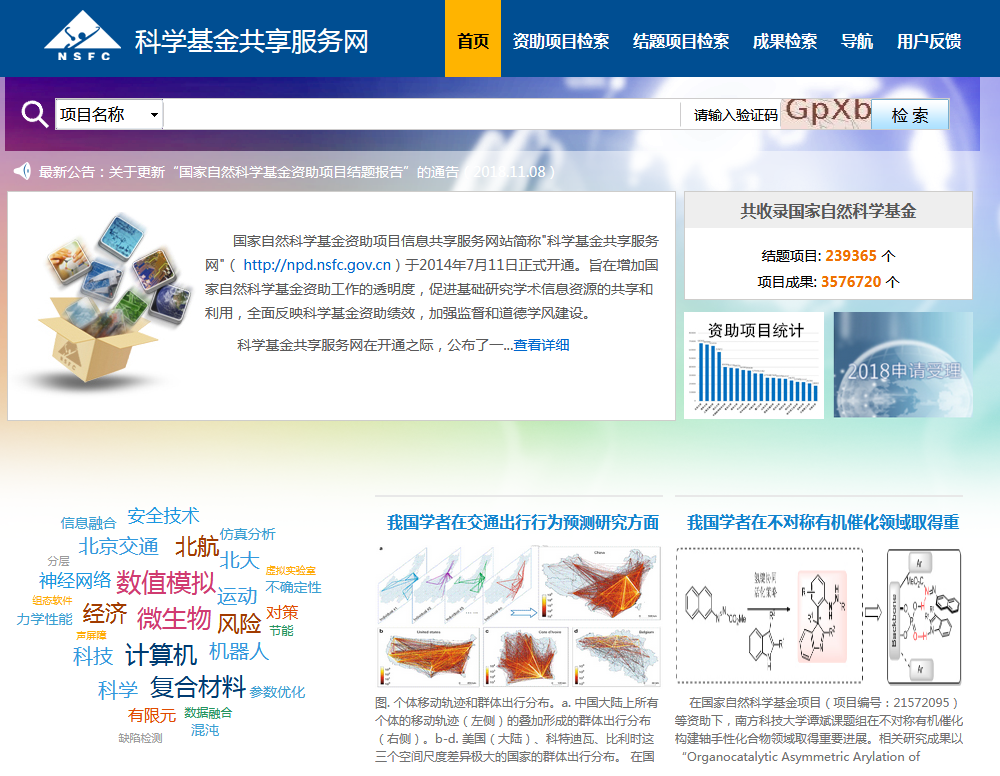 NSFC
科学基金共享服务网
首页 资助项目检索 结题项目检索 成果检索 导航 用户反馈
项目名称 请输入验证码 GpXb 检 索
最新公告：关于更新“国家自然科学基金资助项目结题报告”的通告（2018.11.08）
国家自然科学基金资助项目信息共享服务网站简称"科学基金共享服务
网"（ http://npd.nsfc.gov.cn ）于2014年7月11日正式开通。旨在增加国
家自然科学基金资助工作的透明度，促进基础研究学术信息资源的共享和
利用，全面反映科学基金资助绩效，加强监督和道德学风建设。
科学基金共享服务网在开通之际，公布了一...查看详细
共收录国家自然科学基金
结题项目: 239365 个
项目成果: 3576720 个
资助项目统计
2018申请受理
信息融合 安全技术
仿真分析
北京交通 北航
分层 北大
虚拟实验室
神经网络 数值模拟 不确定性
组态软件 运动
力学性能 经济 微生物 风险 对策
声屏障 节能
科技 计算机 机器人
科学 复合材料 参数优化
有限元 数据融合
混沌
缺陷检测
我国学者在交通出行行为预测研究方面
a
China
b United states c Cote d'Ivoire d Belgium
图. 个体移动轨迹和群体出行分布。a. 中国大陆上所有
个体的移动轨迹（左侧）的叠加形成的群体出行分布
（右侧）。b-d. 美国（大陆）、科特迪瓦、比利时这
三个空间尺度差异极大的国家的群体出行分布。 在国
我国学者在不对称有机催化领域取得重
Backbone
Ar
Ar
在国家自然科学基金项目（项目编号：21572095）
等资助下，南方科技大学谭斌课题组在不对称有机催化
构建轴手性化合物领域取得重要进展。相关研究成果以
“Organocatalytic Asymmetric Arylation of